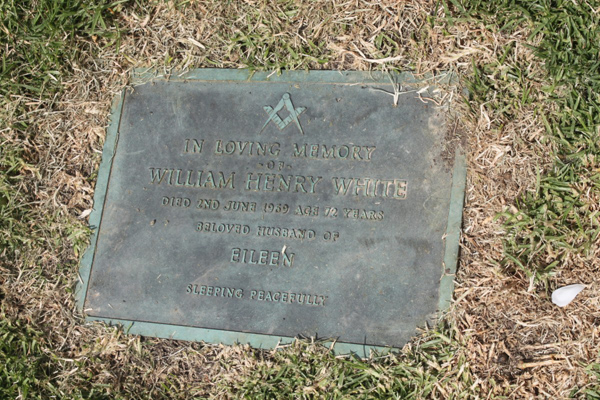 IN LOVING MEMORY
OF
WILLIAM HENRY WHITE
DIED 2ND JUNE 1969 AGE 72 YEARS
BELOVED HUSBAND OF
EILEEN
SLEEPING PEACEFULLY